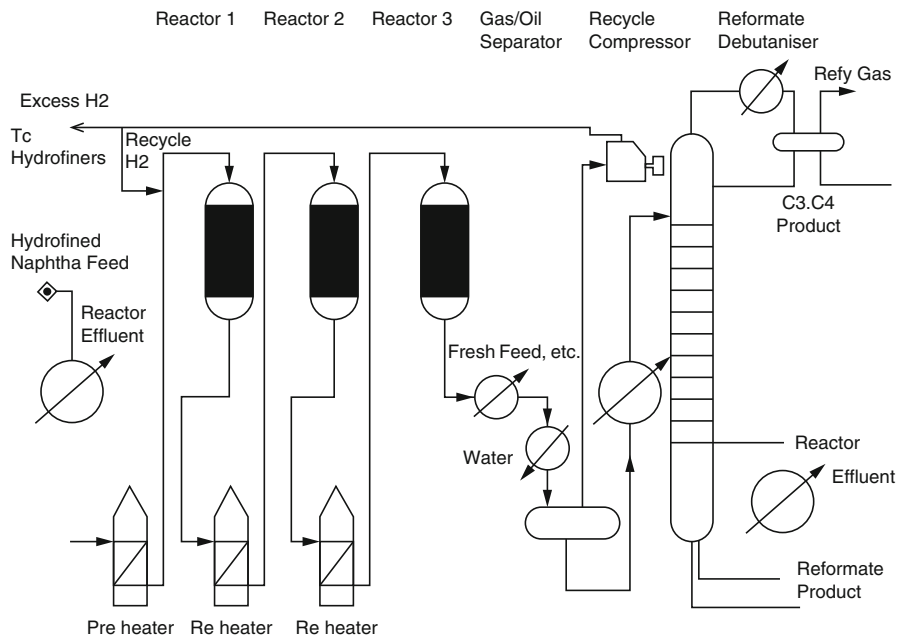 Reactor 1
Reactor 2
Reactor 3
Gas/Oil
Separator
Recycle
Compressor
Reformate
Debutaniser
Refy Gas
Excess H2
Tc
Hydrofiners
Recycle
H2
C3.C4
Product
Hydrofined
Naphtha Feed
Reactor
Effluent
Fresh Feed, etc.
Water
Reactor
Effluent
Reformate
Product
Pre heater
Re heater
Re heater